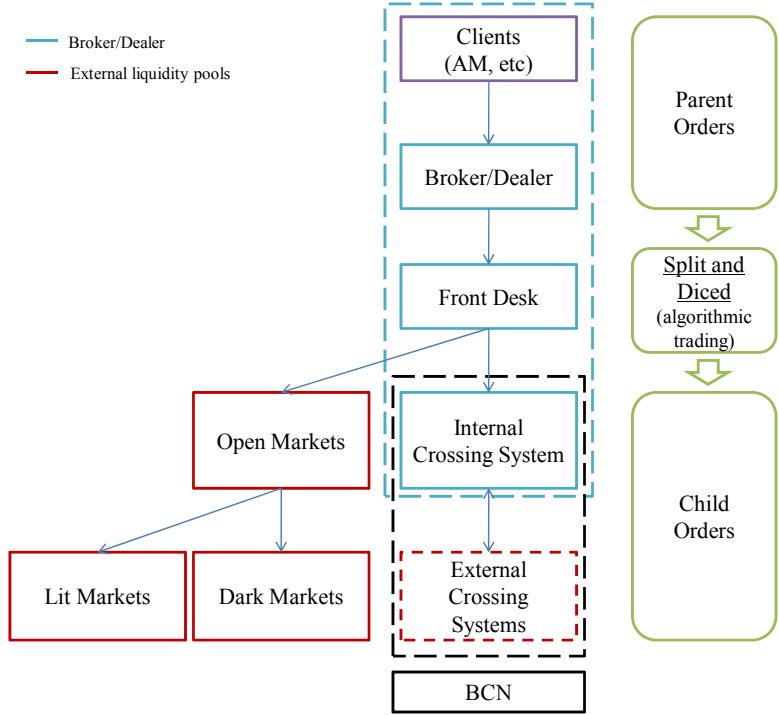 Broker/Dealer
External liquidity pools
Clients
(AM, etc)
Broker/Dealer
Front Desk
Open Markets
Internal
Crossing System
Lit Markets
Dark Markets
External
Crossing
Systems
BCN
Parent
Orders
Split and
Diced
(algorithmic
trading)
Child
Orders